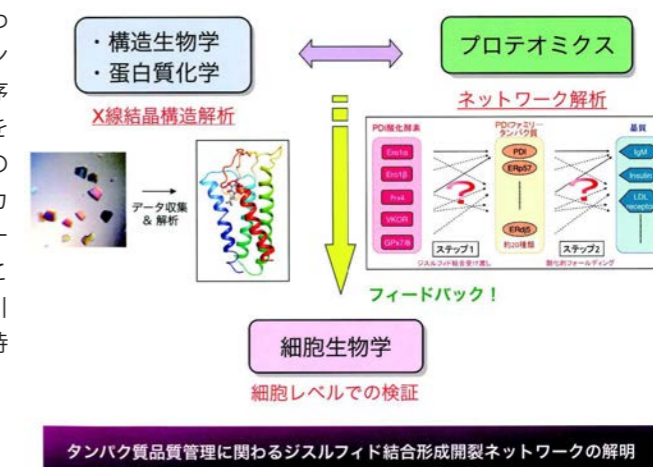 ・構造生物学
・蛋白質化学
プロテオミクス
X線結晶構造解析
ネットワーク解析
データ収集
& 解析
PDI酸化酵素
PDIファミリー
タンパク質
基質
Ero1α
Ero1β
Prx4
VKOR
GPx7/8
?
PDI
ERp57
ERdj5
約20種類
?
IgM
Insulin
LDL
receptor
ステップ1
ステップ2
ジスルフィド結合受け渡し
酸化的フォールディング
フィードバック！
細胞生物学
細胞レベルでの検証
タンパク質品質管理に関わるジスルフィド結合形成開裂ネットワークの解明